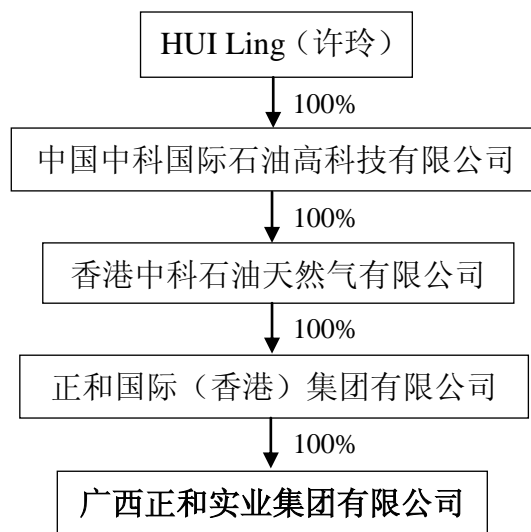 HUI Ling（许玲）
100%
中国中科国际石油高科技有限公司
100%
香港中科石油天然气有限公司
100%
正和国际（香港）集团有限公司
100%
广西正和实业集团有限公司